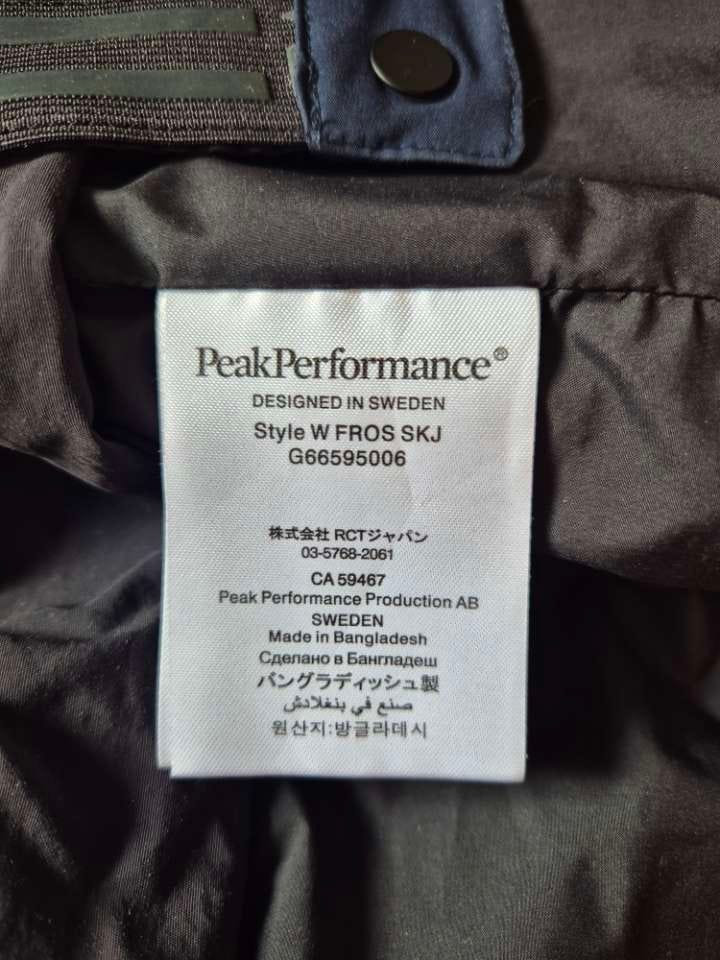 PeakPerformance®
DESIGNED IN SWEDEN
Style W FROS SKJ
G66595006
株式会社 RCTジャパン
03-5768-2061
CA 59467
Peak Performance Production AB
SWEDEN
Made in Bangladesh
Сделано в Бангладеш
バングラディッシュ製
صنع في بنغلادش
원산지:방글라데시